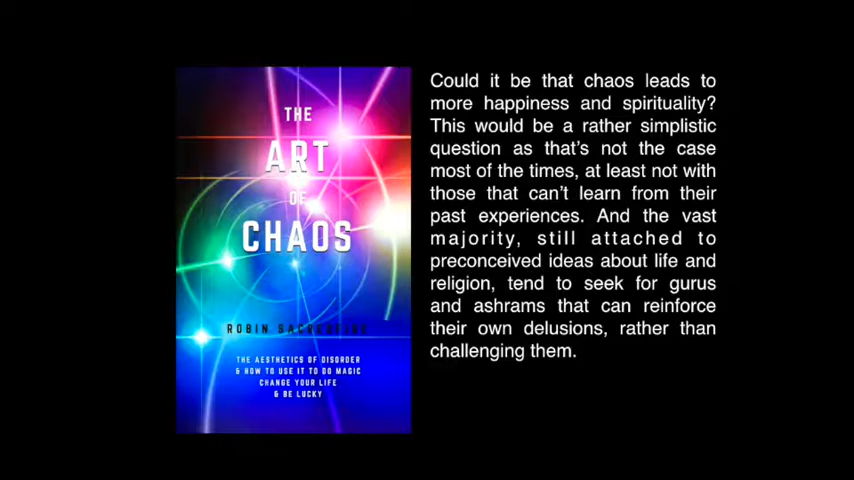 THE
ART
OF
CHAOS
ROBIN SACREDFIRE
THE AESTHETICS OF DISORDER
& HOW TO USE IT TO DO MAGIC
CHANGE YOUR LIFE
& BE LUCKY
Could it be that chaos leads to
more happiness and spirituality?
This would be a rather simplistic
question as that's not the case
most of the times, at least not with
those that can't learn from their
past experiences. And the vast
majority, still attached to
preconceived ideas about life and
religion, tend to seek for gurus
and ashrams that can reinforce
their own delusions, rather than
challenging them.